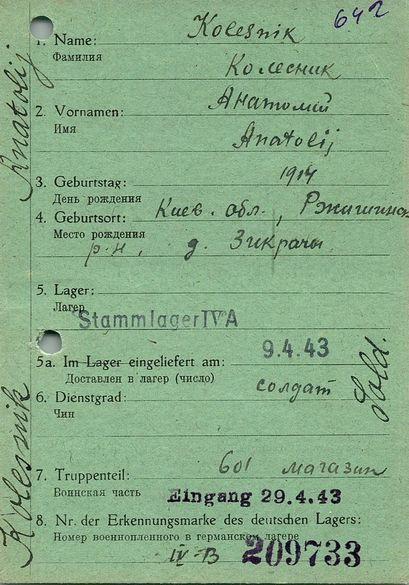 642
1. Name: Kolesnik
Фамилия
Колесник
2. Vornamen: Анатолий
Имя
Anatolij
3. Geburtstag: 1914
День рождения
4. Geburtsort: Киев. обл., Ржищинск
Место рождения
р-н, д. Зикрачи
5. Lager:
Лагерь
Stammlager IV A
5a. Im Lager eingeliefert am: 9.4.43
Доставлен в лагерь (число)
6. Dienstgrad: солдат
Чин
Sold.
7. Truppenteil: 601 магазин
Воинская часть
Eingang 29.4.43
8. Nr. der Erkennungsmarke des deutschen Lagers:
Номер военнопленного в германском лагере
IV-B 209733
Anatolij
Kolesnik